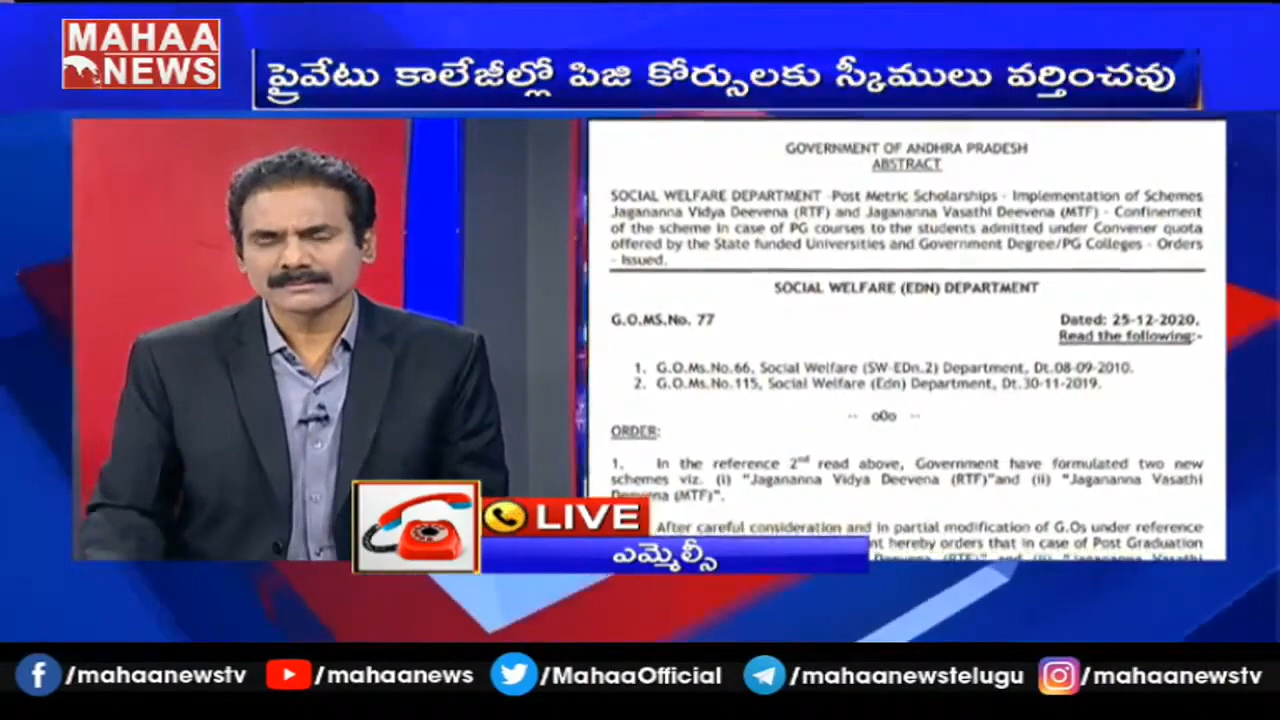 MAHAA
NEWS
ప్రైవేటు కాలేజీల్లో పిజి కోర్సులకు స్కీములు వర్తించవు
GOVERNMENT OF ANDHRA PRADESH
ABSTRACT
SOCIAL WELFARE DEPARTMENT -Post Metric Scholarships - Implementation of Schemes
Jagananna Vidya Deevena (RTF) and Jagananna Vasathi Deevena (MTF) - Confinement
of the scheme in case of PG courses to the students admitted under Convener quota
offered by the State funded Universities and Government Degree/PG Colleges - Orders
- Issued.
SOCIAL WELFARE (EDN) DEPARTMENT
G.O.MS.No. 77
Dated: 25-12-2020.
Read the following:-
1. G.O.Ms.No.66, Social Welfare (SW-EDn.2) Department, Dt.08-09-2010.
2. G.O.Ms.No.115, Social Welfare (Edn) Department, Dt.30-11-2019.
-- o0o --
ORDER:
1. In the reference 2nd read above, Government have formulated two new
schemes viz. (i) "Jagananna Vidya Deevena (RTF)"and (ii) "Jagananna Vasathi
(MTF)".
After careful consideration and in partial modification of G.Os under reference
hereby orders that in case of Post Graduation
LIVE
ఎమ్మెల్సీ
/mahaanewstv
/mahaanews
/MahaaOfficial
/mahaanewstelugu
/mahaanewstv